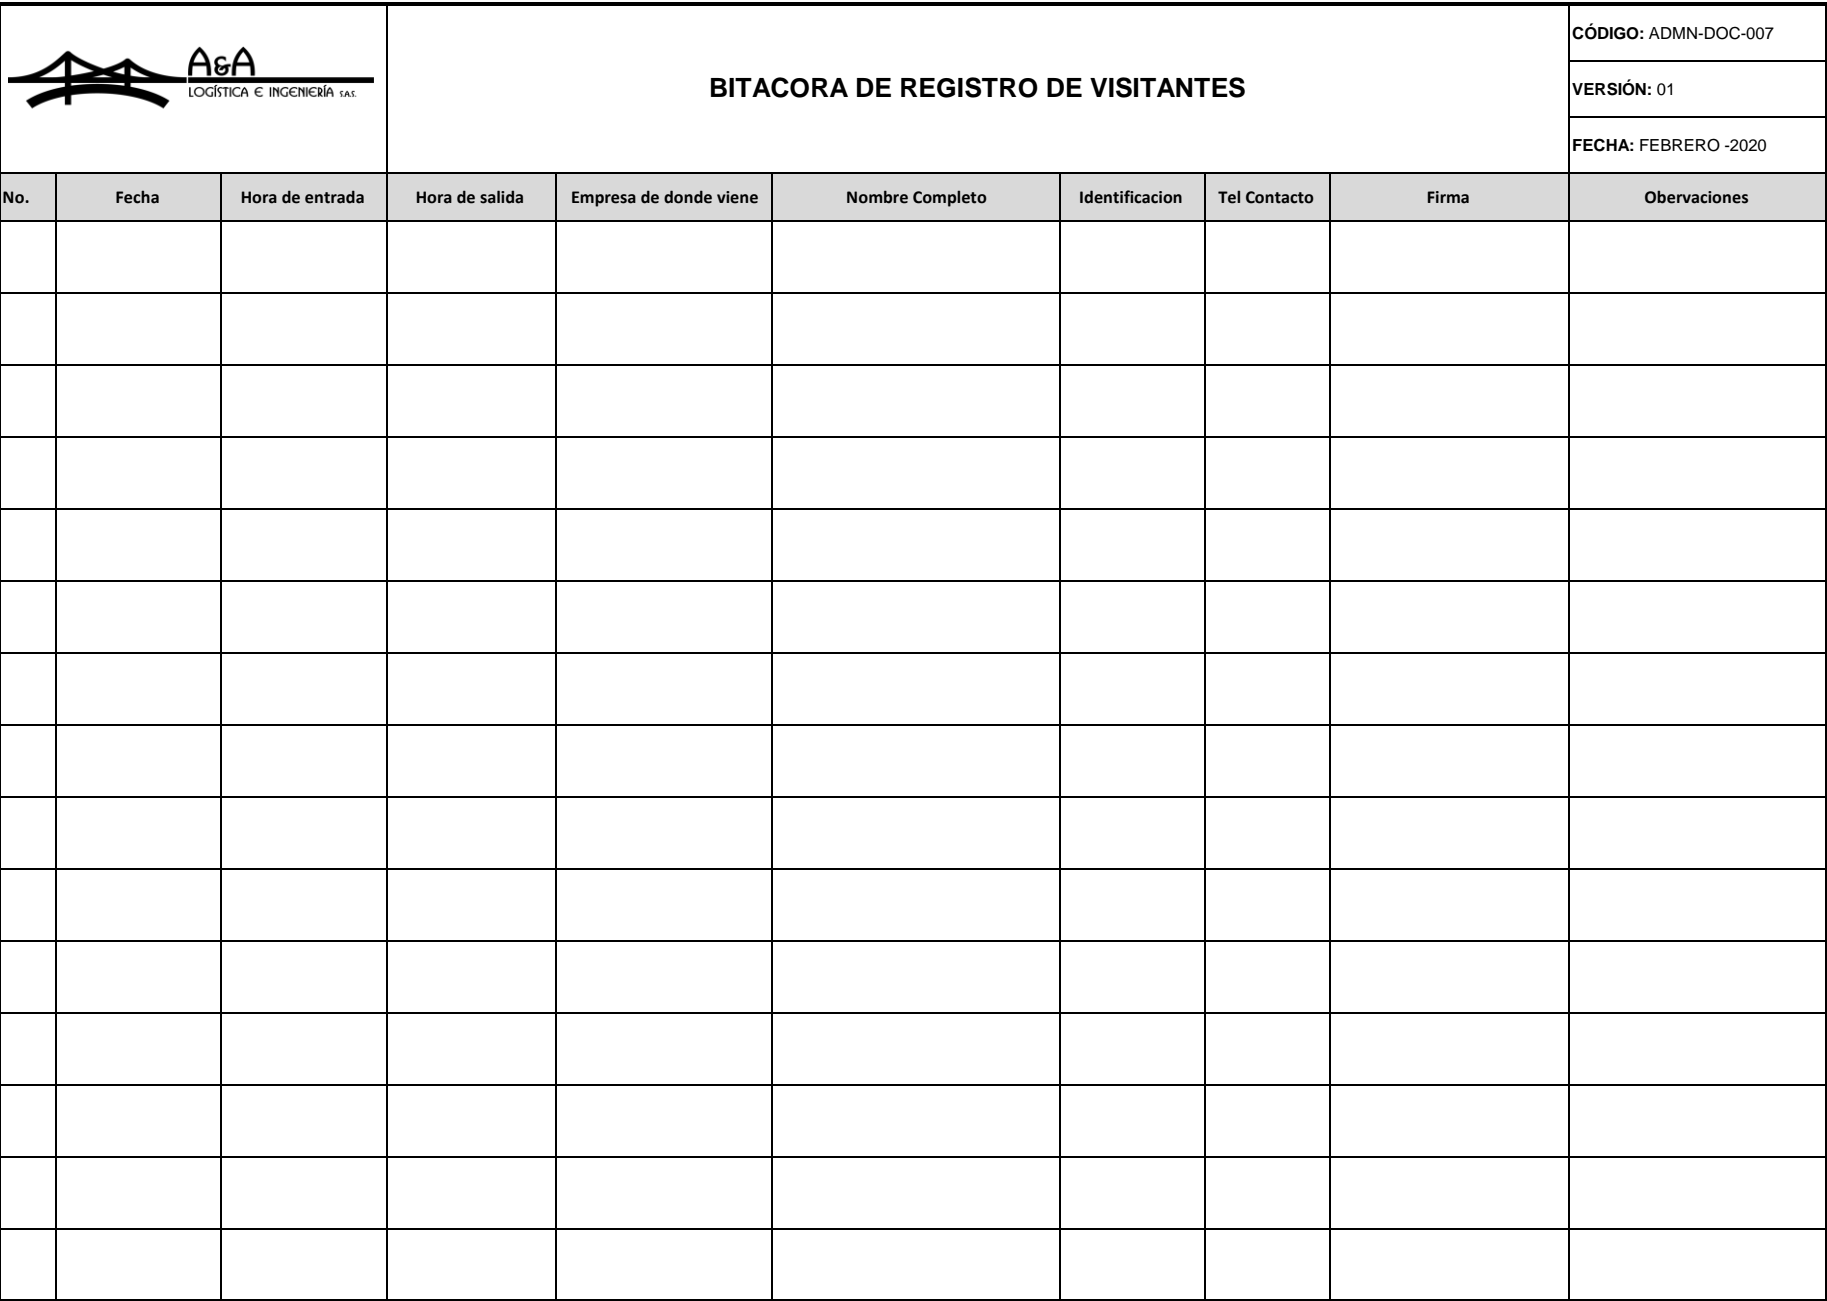 A&A
LOGÍSTICA E INGENIERÍA S.A.S.
BITACORA DE REGISTRO DE VISITANTES
CÓDIGO: ADMN-DOC-007
VERSIÓN: 01
FECHA: FEBRERO -2020
No. Fecha Hora de entrada Hora de salida Empresa de donde viene Nombre Completo Identificacion Tel Contacto Firma Obervaciones